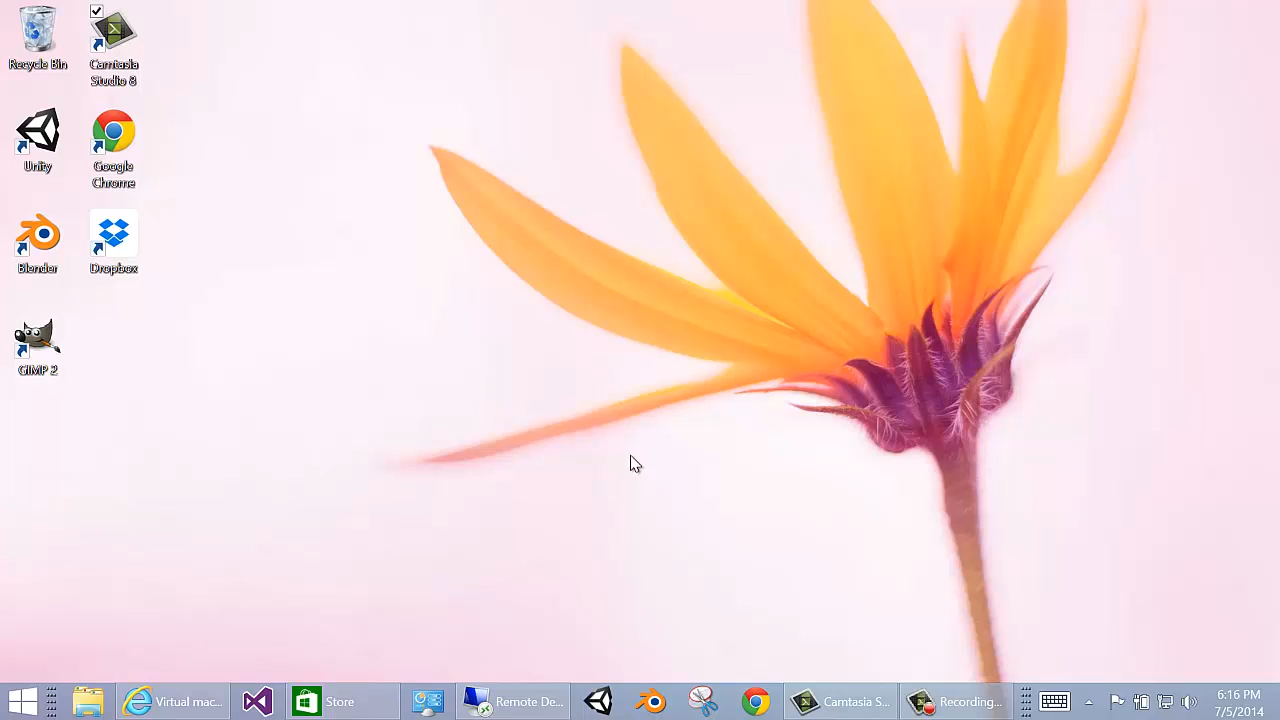 Recycle Bin
Camtasia
Studio 8
Unity
Google
Chrome
Blender
Dropbox
GIMP 2
Virtual mac...
Store
Remote De...
Camtasia S...
Recording...
6:16 PM
7/5/2014